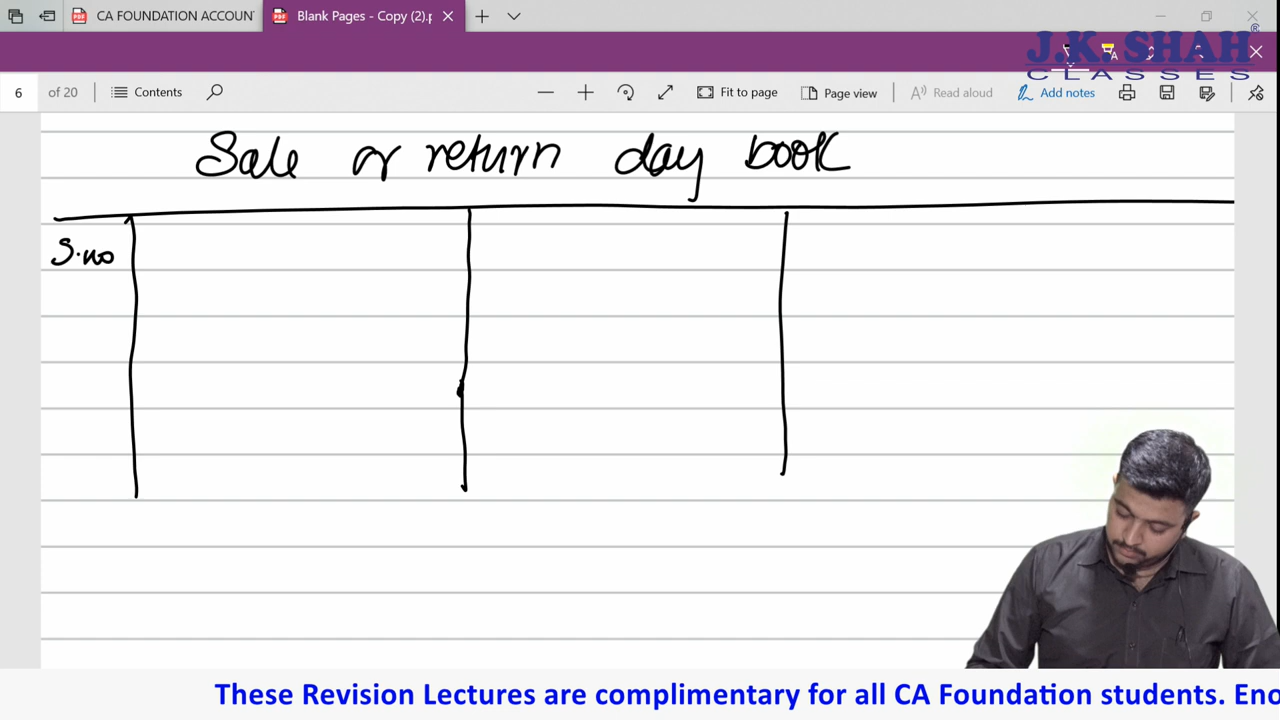 CA FOUNDATION ACCOUN
Blank Pages - Copy (2).p
J.K. SHAH®
CLASSES
6 of 20 Contents Fit to page Page view Read aloud Add notes
Sale or return day book
S.no
These Revision Lectures are complimentary for all CA Foundation students. Enc